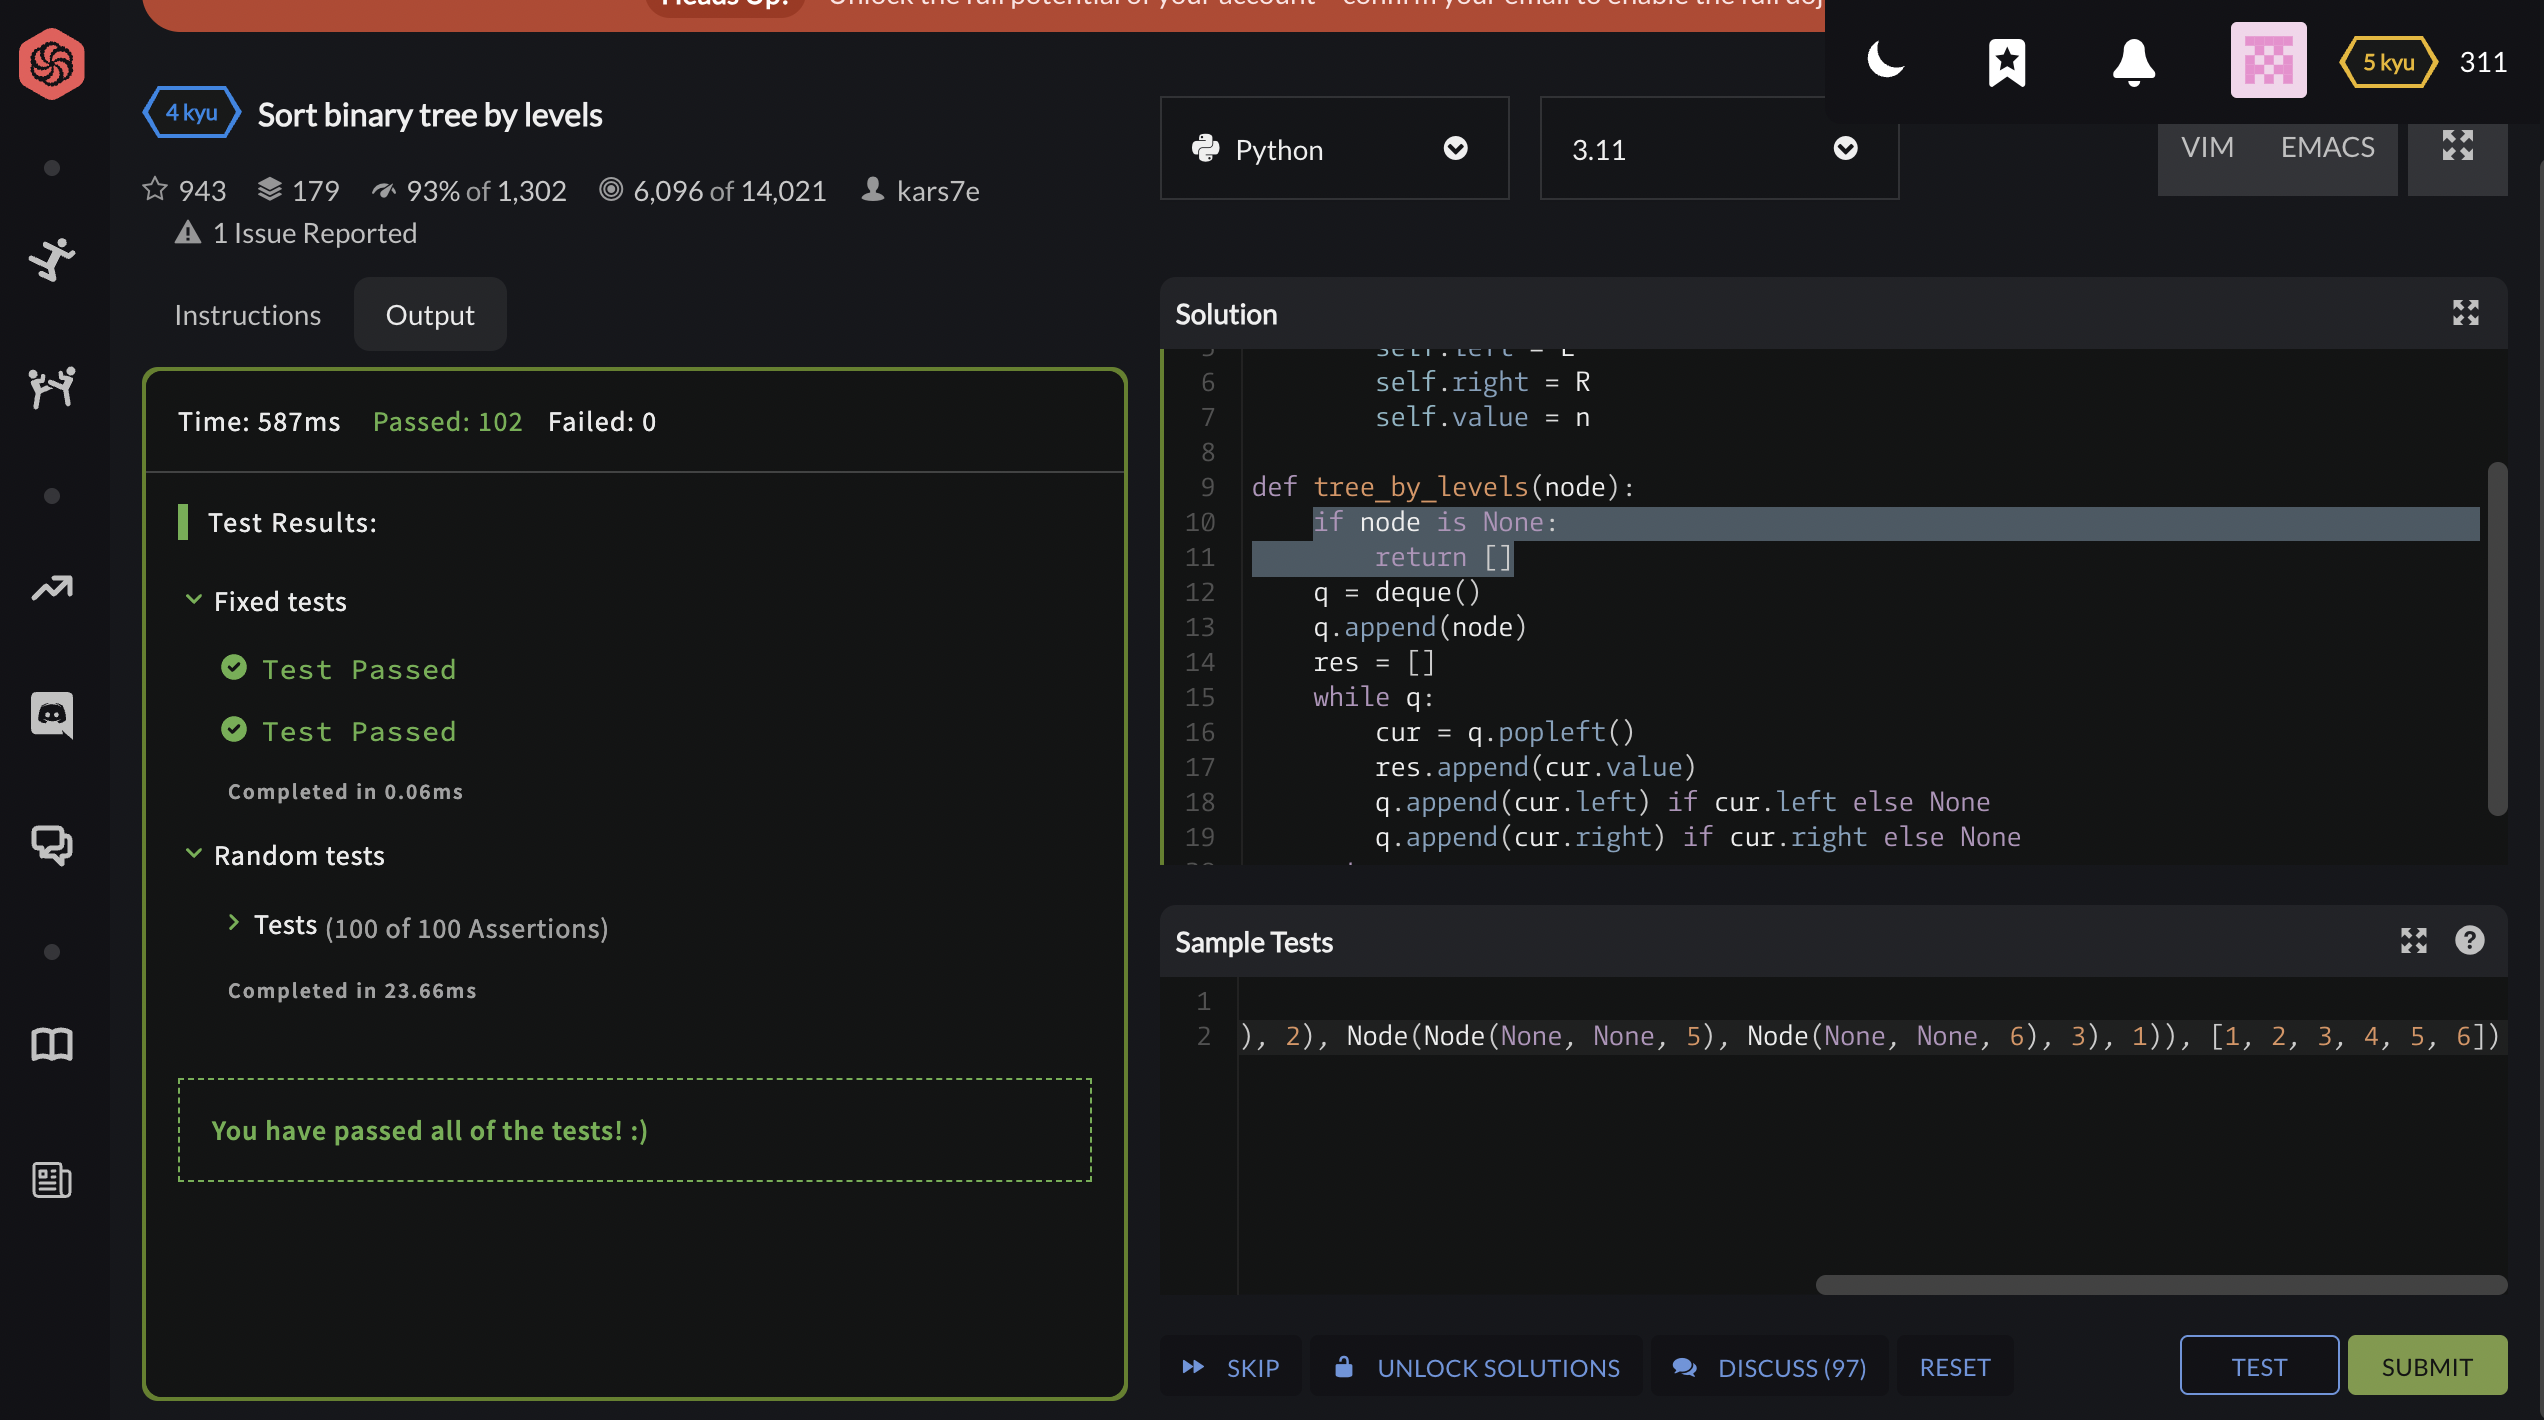 Heads Up! Unlock the full potential of your account - confirm your email to enable the full doj
5 kyu 311
4 kyu Sort binary tree by levels
943 179 93% of 1,302 6,096 of 14,021 kars7e
1 Issue Reported
Python
3.11
VIM EMACS
Instructions Output
Time: 587ms Passed: 102 Failed: 0
Test Results:
Fixed tests
Test Passed
Test Passed
Completed in 0.06ms
Random tests
Tests (100 of 100 Assertions)
Completed in 23.66ms
You have passed all of the tests! :)
Solution
5 self.left = L
6 self.right = R
7 self.value = n
8
9 def tree_by_levels(node):
10 if node is None:
11 return []
12 q = deque()
13 q.append(node)
14 res = []
15 while q:
16 cur = q.popleft()
17 res.append(cur.value)
18 q.append(cur.left) if cur.left else None
19 q.append(cur.right) if cur.right else None
Sample Tests
1
2 ), 2), Node(Node(None, None, 5), Node(None, None, 6), 3), 1)), [1, 2, 3, 4, 5, 6])
SKIP UNLOCK SOLUTIONS DISCUSS (97) RESET TEST SUBMIT